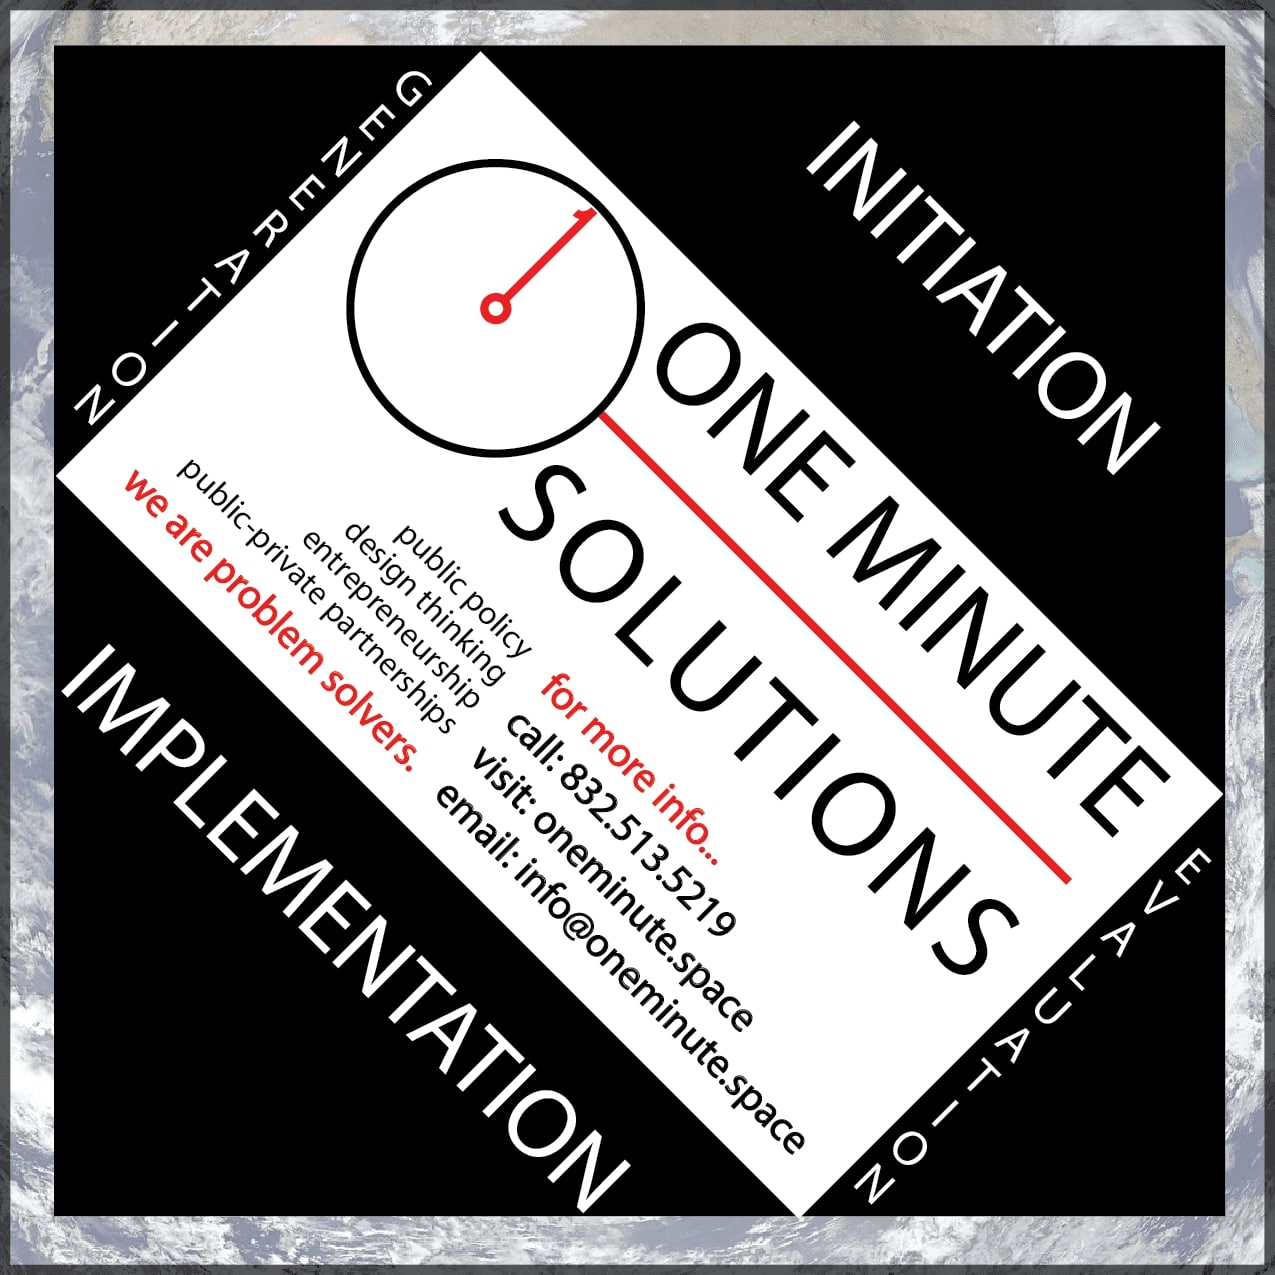 GENERATION
INITIATION
1
ONE MINUTE
SOLUTIONS
public policy
design thinking
entrepreneurship
public-private partnerships
we are problem solvers.
for more info...
call: 832.513.5219
visit: oneminute.space
email: info@oneminute.space
IMPLEMENTATION
EVALUATION